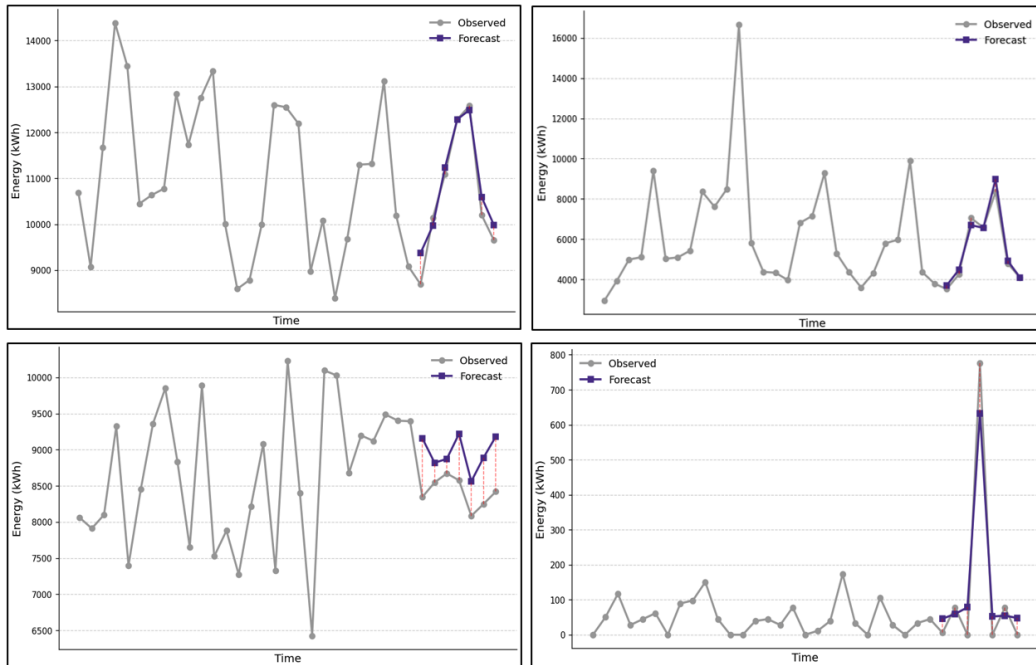 Observed
Forecast
14000
13000
12000
11000
10000
9000
Energy (kWh)
Time
Observed
Forecast
16000
14000
12000
10000
8000
6000
4000
Energy (kWh)
Time
Observed
Forecast
10000
9500
9000
8500
8000
7500
7000
6500
Energy (kWh)
Time
Observed
Forecast
800
700
600
500
400
300
200
100
0
Energy (kWh)
Time